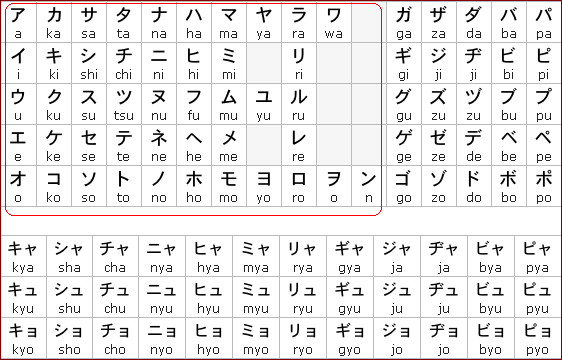 ア カ サ タ ナ ハ マ ヤ ラ ワ ガ ザ ダ バ パ
a ka sa ta na ha ma ya ra wa ga za da ba pa
イ キ シ チ ニ ヒ ミ リ ギ ジ ヂ ビ ピ
i ki shi chi ni hi mi ri gi ji ji bi pi
ウ ク ス ツ ヌ フ ム ユ ル グ ズ ヅ ブ プ
u ku su tsu nu fu mu yu ru gu zu zu bu pu
エ ケ セ テ ネ ヘ メ レ ゲ ゼ デ ベ ペ
e ke se te ne he me re ge ze de be pe
オ コ ソ ト ノ ホ モ ヨ ロ ヲ ン ゴ ゾ ド ボ ポ
o ko so to no ho mo yo ro o n go zo do bo po
キャ シャ チャ ニャ ヒャ ミャ リャ ギャ ジャ ヂャ ビャ ピャ
kya sha cha nya hya mya rya gya ja ja bya pya
キュ シュ チュ ニュ ヒュ ミュ リュ ギュ ジュ ヂュ ビュ ピュ
kyu shu chu nyu hyu myu ryu gyu ju ju byu pyu
キョ ショ チョ ニョ ヒョ ミョ リョ ギョ ジョ ヂョ ビョ ピョ
kyo sho cho nyo hyo myo ryo gyo jo jo byo pyo